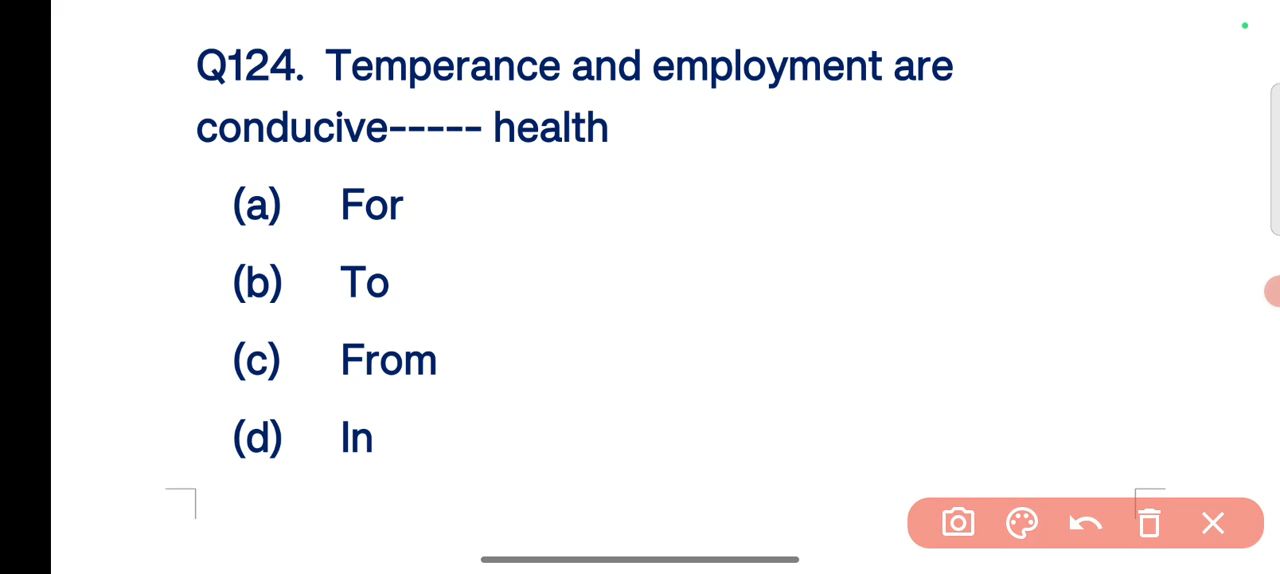 Q124. Temperance and employment are
conducive----- health
(a) For
(b) To
(c) From
(d) In